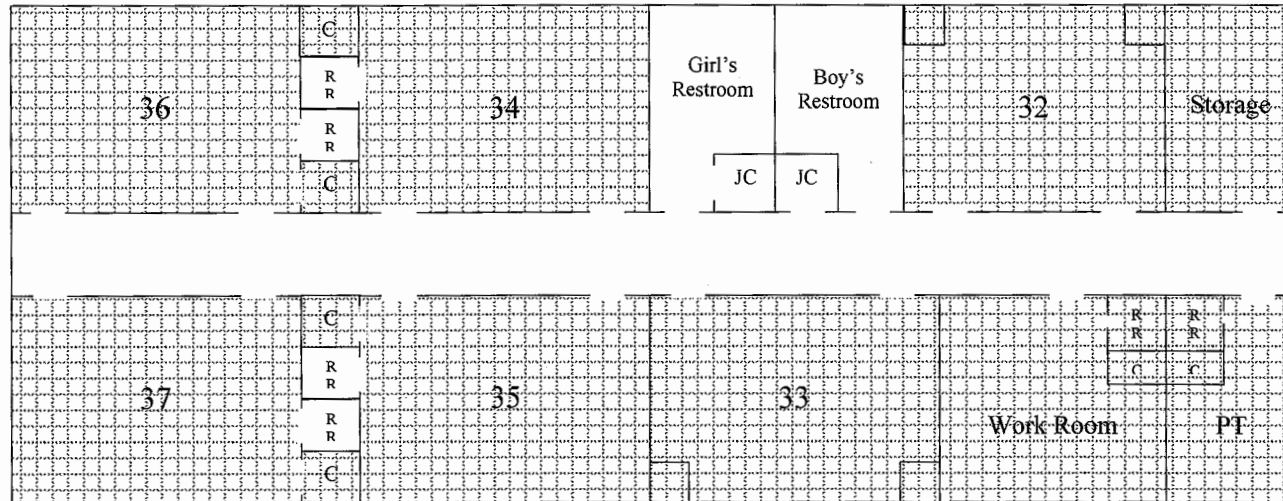 C
R
R
Girl's
Restroom
Boy's
Restroom
36
34
32
Storage
R
R
C
JC
JC
C
R
R
R
R
R
R
C
C
37
35
33
R
R
Work Room
PT
C